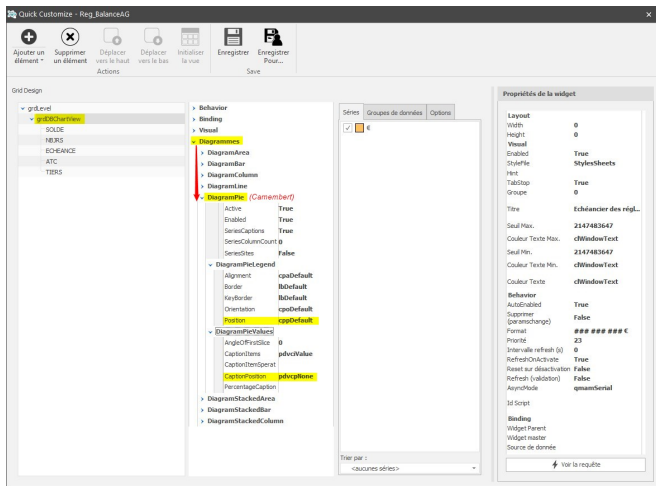 Quick Customize - Reg_BalanceAG
Ajouter un élément
Supprimer un élément
Déplacer vers le haut
Déplacer vers le bas
Initialiser la vue
Enregistrer
Enregistrer Pour...
Actions
Save
Grid Design
grdLevel
grdDBChartView
SOLDE
NBJRS
ECHEANCE
ATC
TIERS
Behavior
Binding
Visual
Diagrammes
DiagramArea
DiagramBar
DiagramColumn
DiagramLine
DiagramPie (Camembert)
Active True
Enabled True
SeriesCaptions True
SeriesColumnCount 0
SeriesSites False
DiagramPieLegend
Alignment cpaDefault
Border lbDefault
KeyBorder lbDefault
Orientation cpoDefault
Position cppDefault
DiagramPieValues
AngleOfFirstSlice 0
CaptionItems pdvciValue
CaptionItemSperat
CaptionPosition pdvcpNone
PercentageCaption
DiagramStackedArea
DiagramStackedBar
DiagramStackedColumn
Séries Groupes de données Options
€
Trier par :
<aucunes séries>
Propriétés de la widget
Layout
Width 0
Height 0
Visual
Enabled True
StyleFile StylesSheets
Hint
TabStop True
Groupe 0
Titre Echéancier des régl...
Seuil Max. 2147483647
Couleur Texte Max. clWindowText
Seuil Min. 2147483647
Couleur Texte Min. clWindowText
Couleur Texte clWindowText
Behavior
AutoEnabled True
Supprimer (paramschange) False
Format ### ### ### €
Priorité 23
Intervalle refresh (s) 0
RefreshOnActivate True
Reset sur désactivation False
Refresh (validation) False
AsyncMode qmamSerial
Id Script
Binding
Widget Parent
Widget master
Source de donnée
Voir la requête